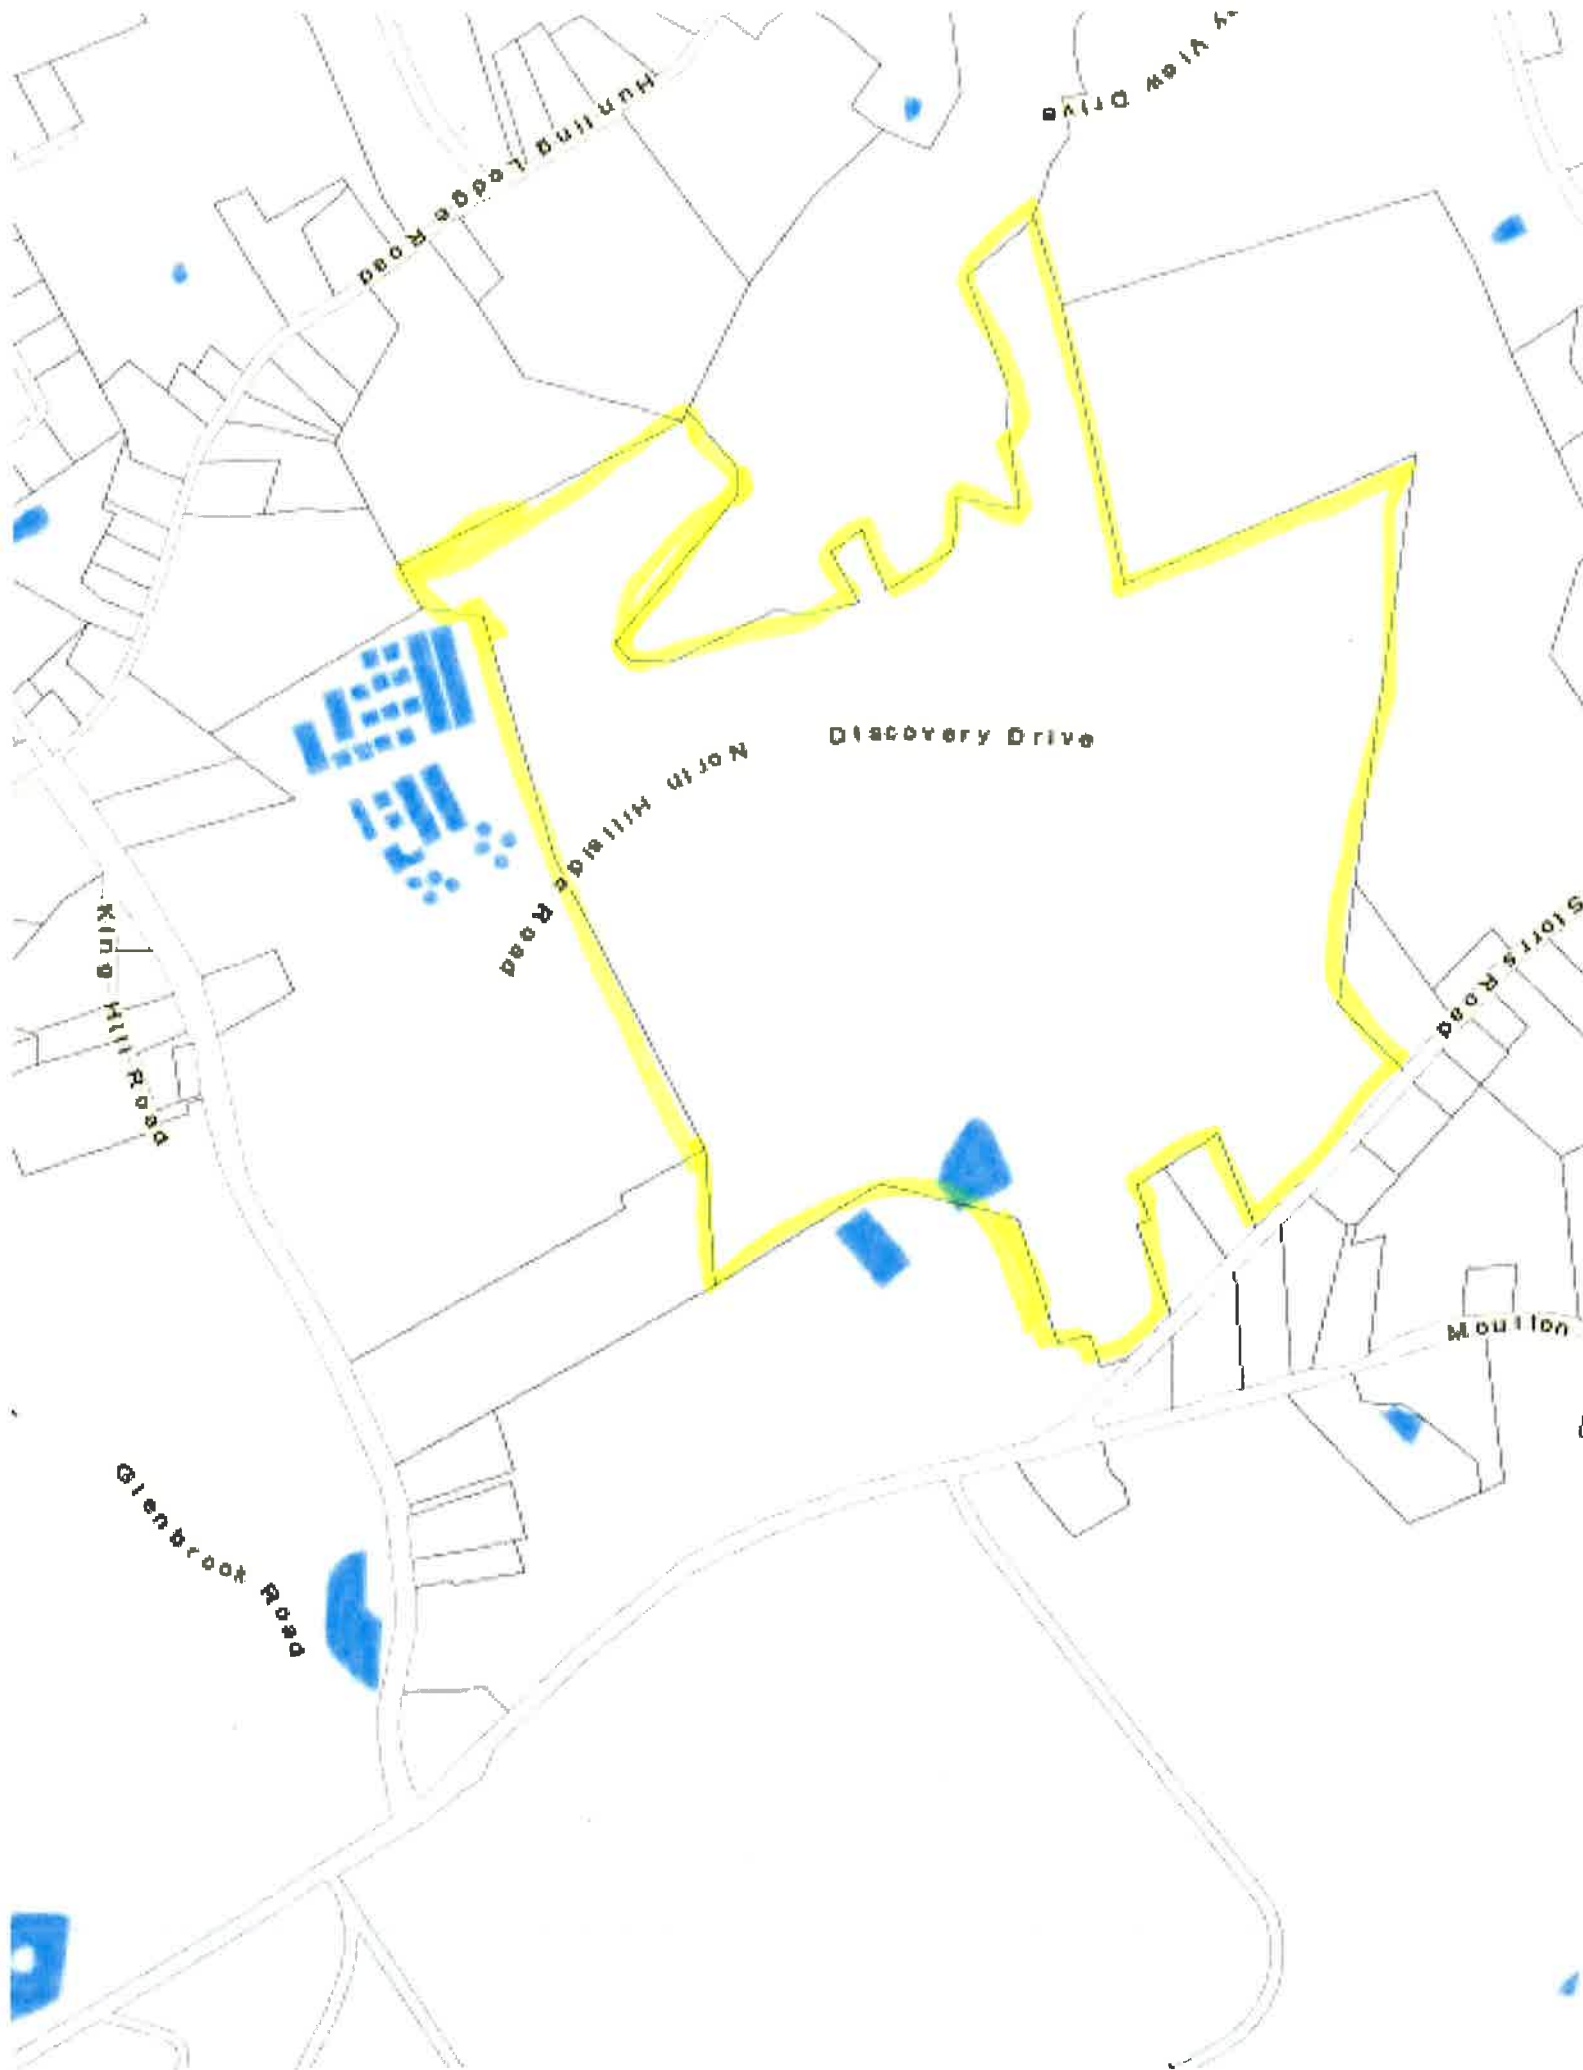 View Drive
Hunting Lodge Road
Discovery Drive
North Hillside Road
Storrs Road
King Hill Road
Moulton
Glenbrook Road